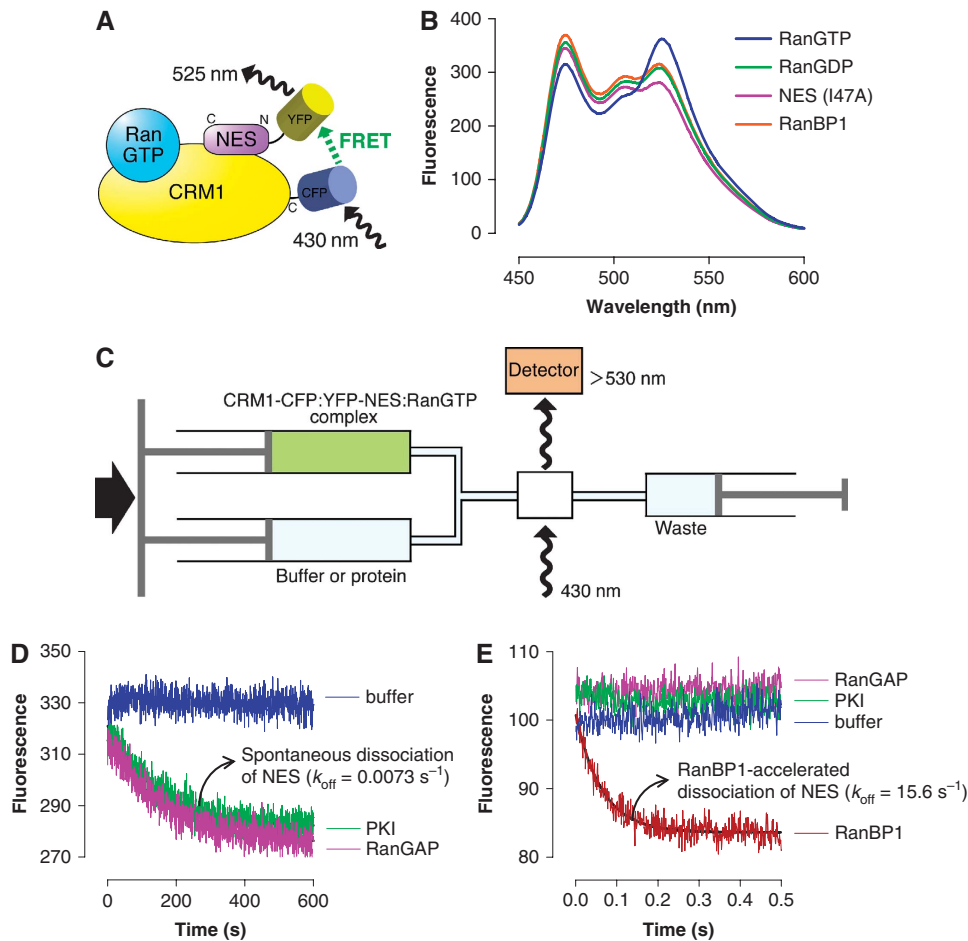 A
525 nm
YFP
C
N
NES
FRET
Ran
GTP
CRM1
CFP
C
430 nm
B
400
300
200
100
0
Fluorescence
450
500
550
600
Wavelength (nm)
RanGTP
RanGDP
NES (I47A)
RanBP1
C
CRM1-CFP:YFP-NES:RanGTP
complex
Buffer or protein
Detector
>530 nm
430 nm
Waste
D
350
330
310
290
270
Fluorescence
0
200
400
600
Time (s)
buffer
Spontaneous dissociation
of NES (koff = 0.0073 s−1)
PKI
RanGAP
E
110
100
90
80
Fluorescence
0.0
0.1
0.2
0.3
0.4
0.5
Time (s)
RanGAP
PKI
buffer
RanBP1-accelerated
dissociation of NES (koff = 15.6 s−1)
RanBP1